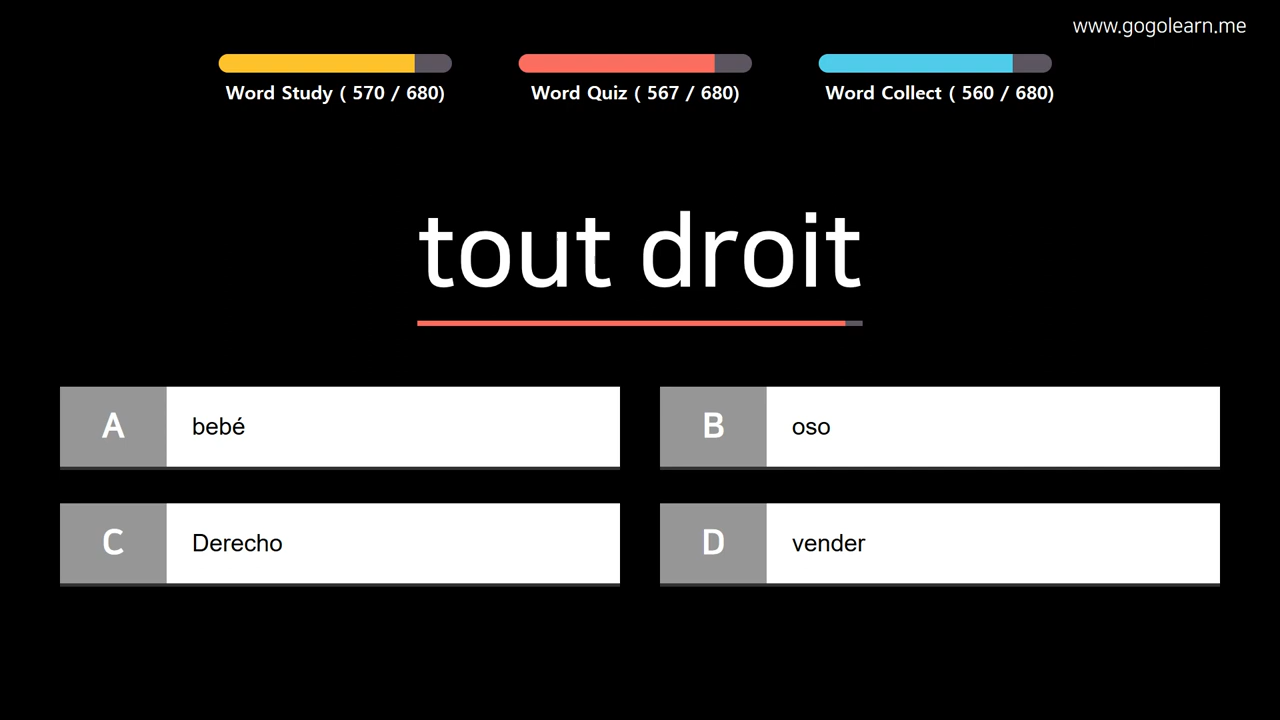 www.gogolearn.me
Word Study ( 570 / 680)
Word Quiz ( 567 / 680)
Word Collect ( 560 / 680)
tout droit
A bebé
B oso
C Derecho
D vender